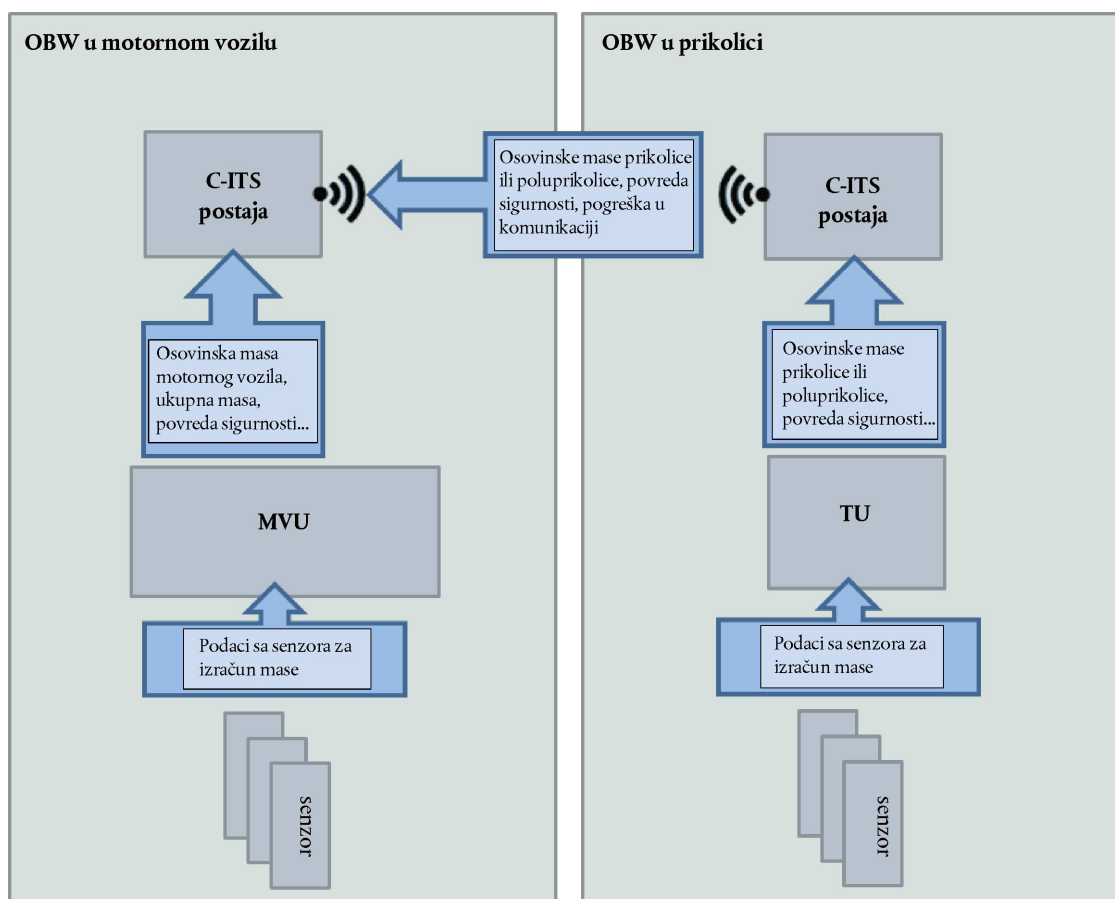 OBW u motornom vozilu
C-ITS
postaja
Osovinska masa
motornog vozila,
ukupna masa,
povreda sigurnosti...
MVU
Podaci sa senzora za
izračun mase
senzor
Osovinske mase prikolice
ili poluprikolice, povreda
sigurnosti, pogreška u
komunikaciji
OBW u prikolici
C-ITS
postaja
Osovinske mase
prikolice ili
poluprikolice,
povreda sigurnosti...
TU
Podaci sa senzora za
izračun mase
senzor